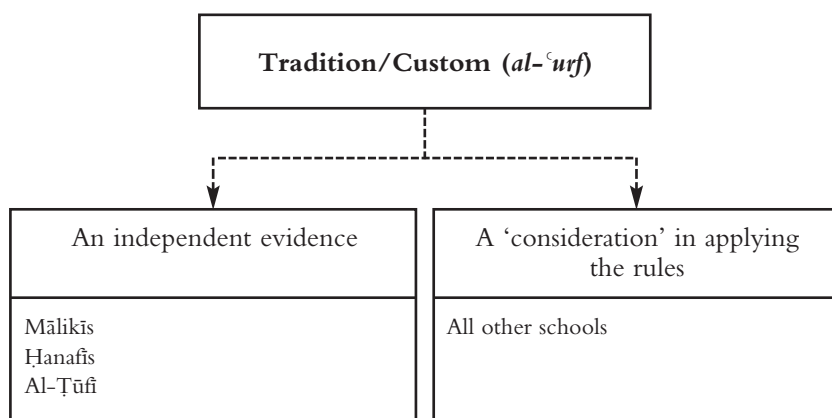 Tradition/Custom (al-ʿurf)
An independent evidence
Mālikīs
Ḥanafīs
Al-Ṭūfī
A ‘consideration’ in applying
the rules
All other schools